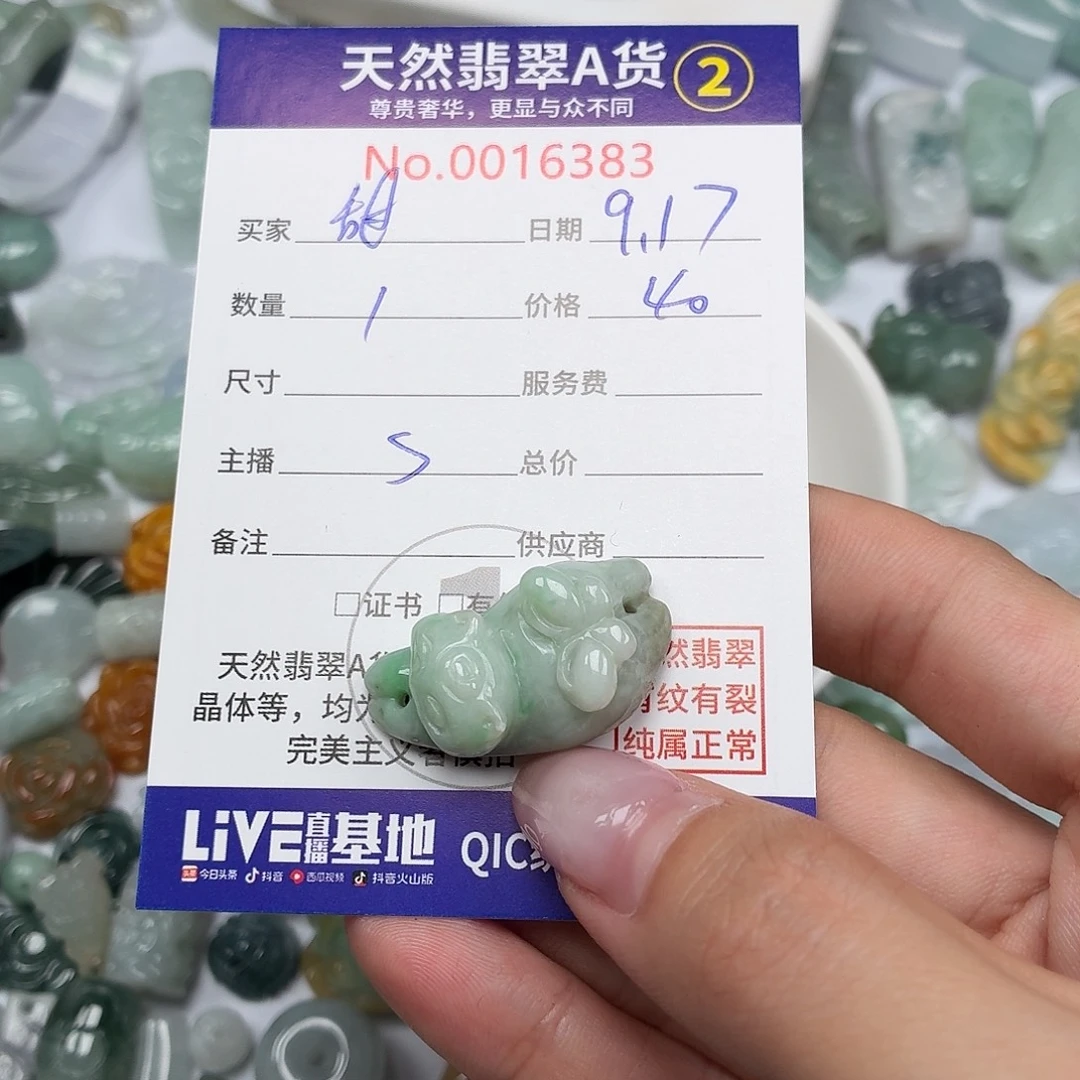 天然翡翠A货 2
尊贵奢华，更显与众不同
No.0016383
买家 甜 日期 9.17
数量 1 价格 40
尺寸 服务费
主播 S 总价
备注 供应商
□证书 □有
天然翡翠A货 然翡翠
晶体等，均为 纹有裂
完美主义者慎拍 纯属正常
LiVE直播基地 QIC
头条 今日头条 抖音 西瓜视频 抖音火山版